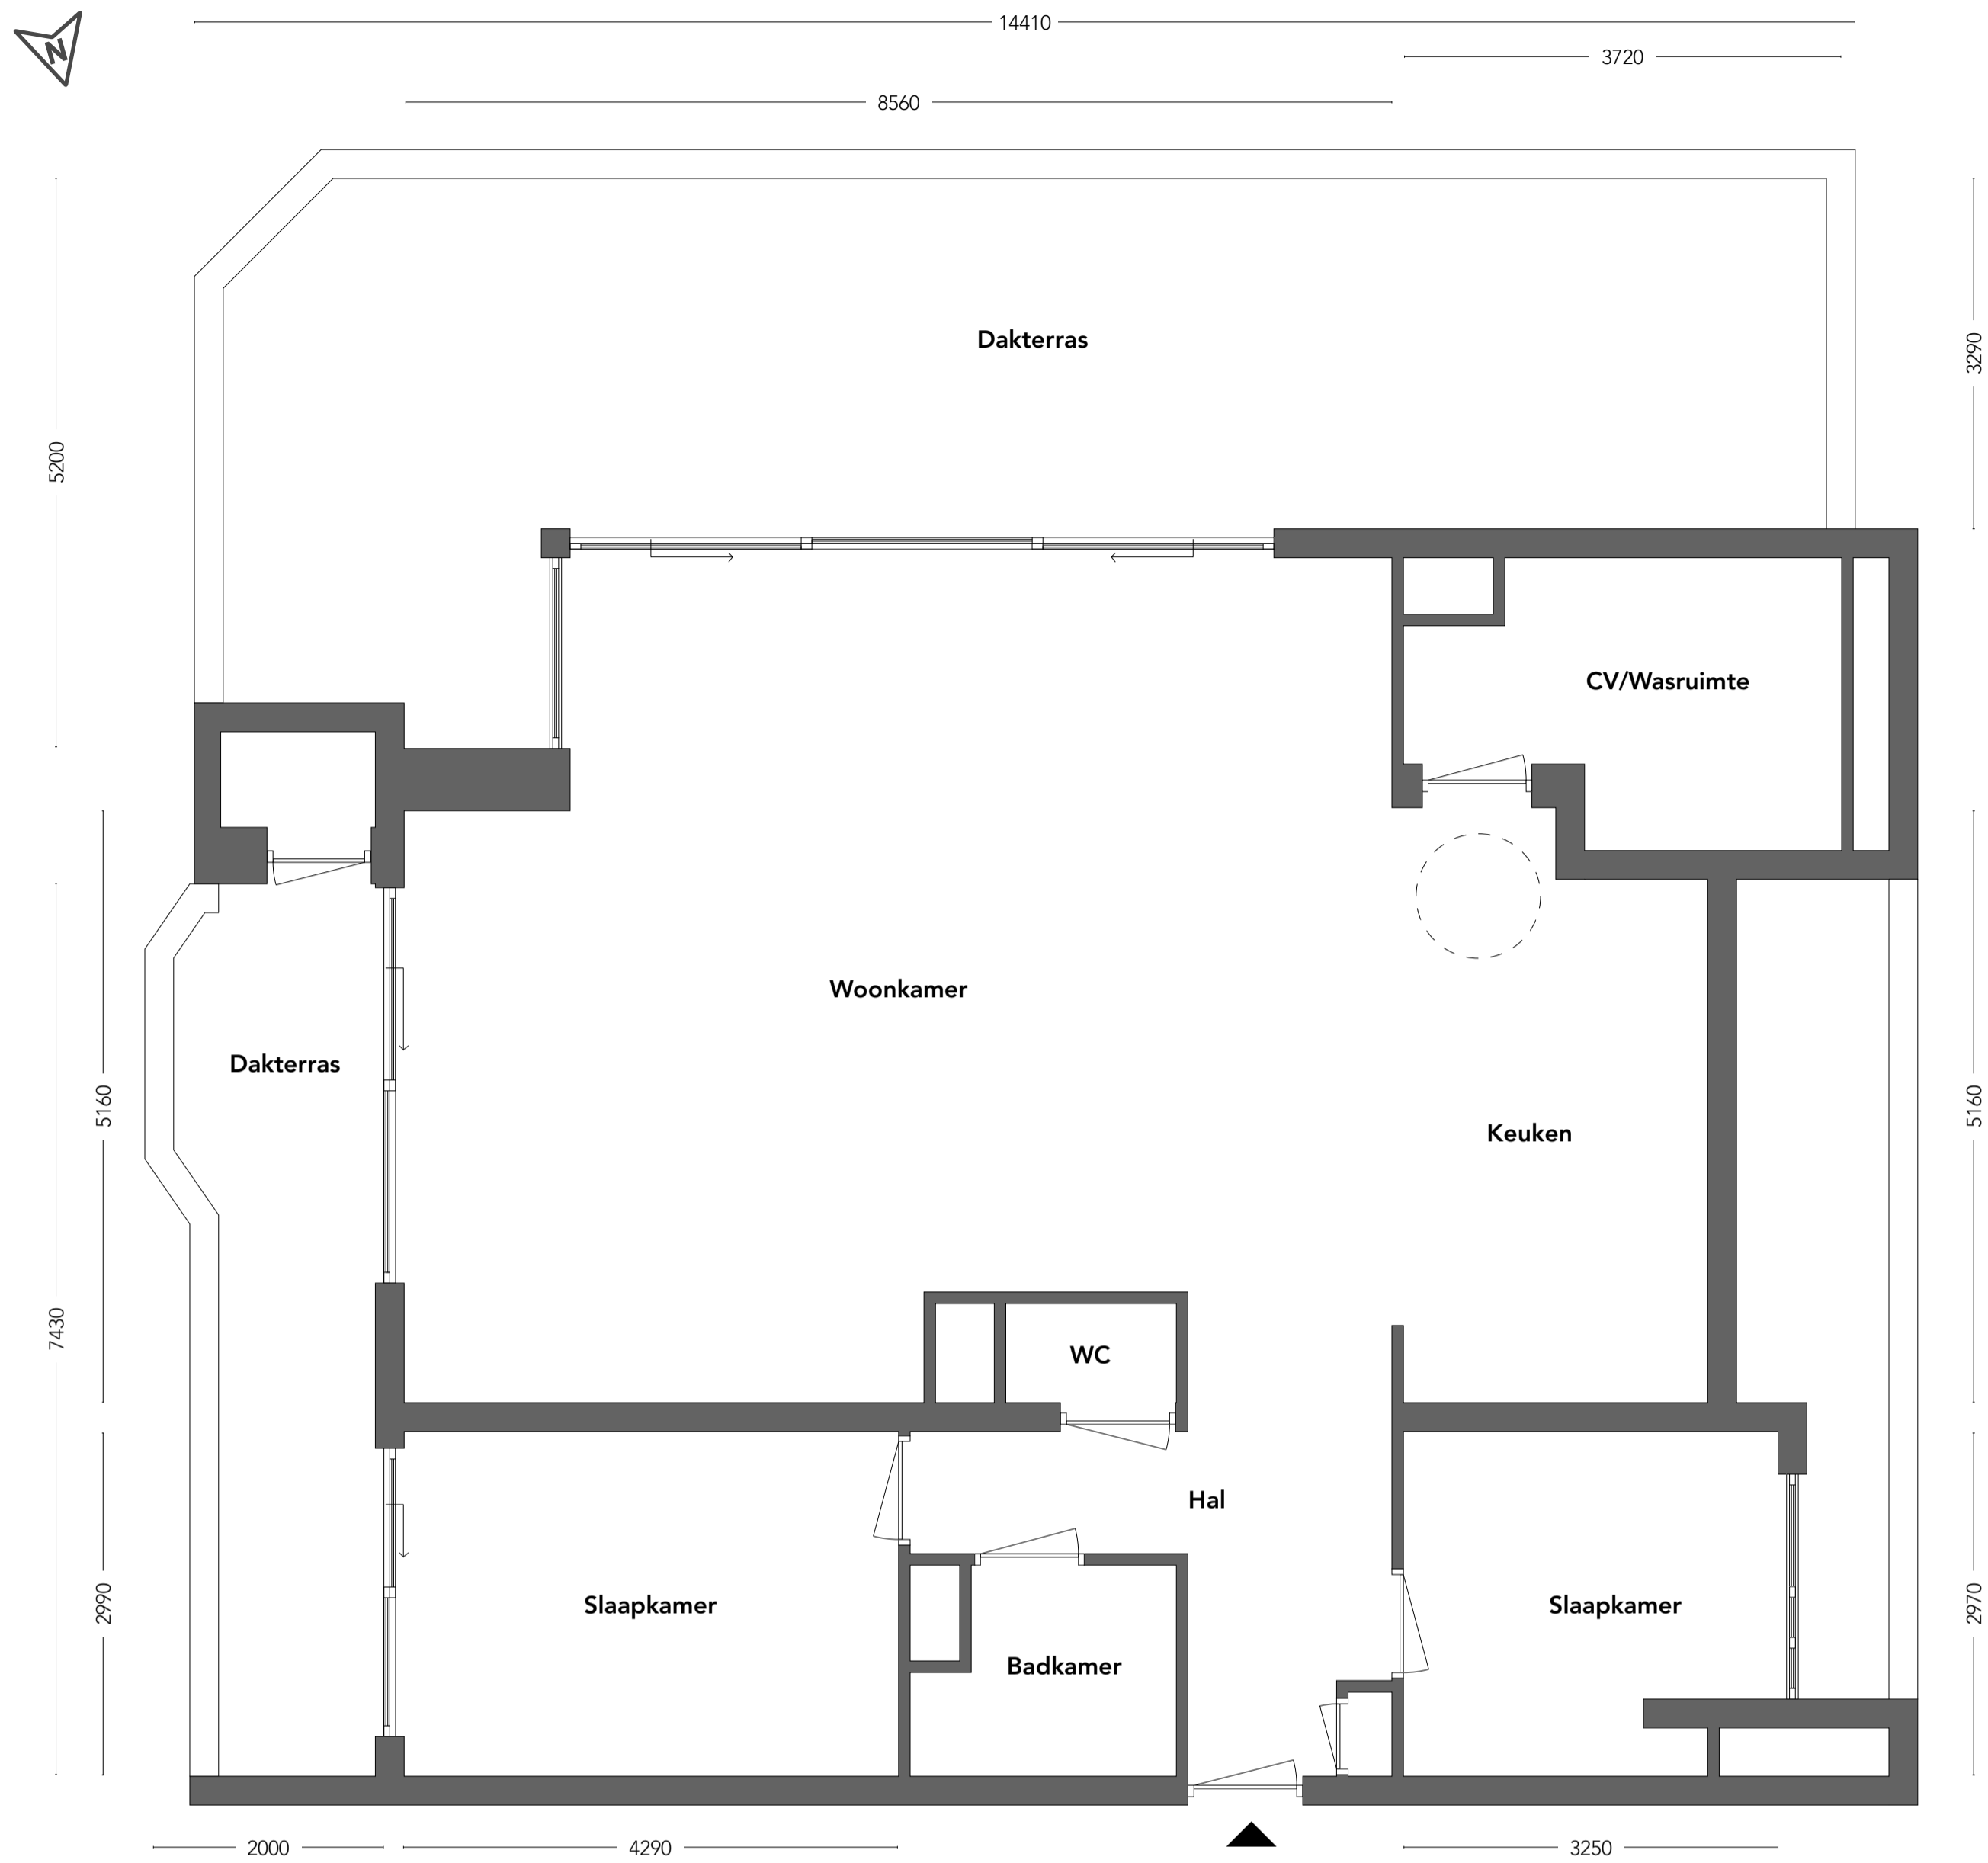 14410
N
3720
8560
Dakterras
3290
5200
CV/Wasruimte
Woonkamer
Dakterras
5160
5160
Keuken
7430
WC
Hal
2990
Slaapkamer
Slaapkamer
2970
Badkamer
2000
4290
3250